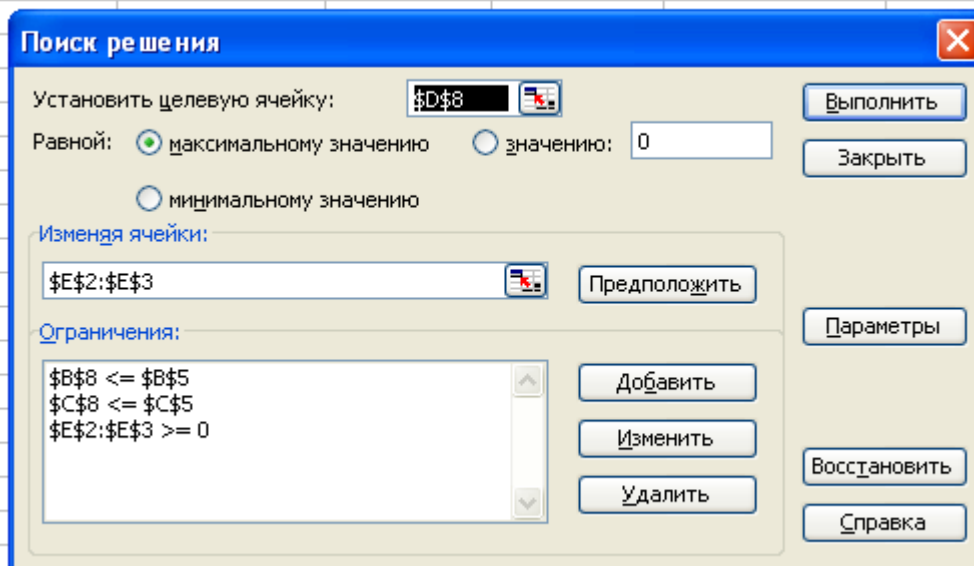 Поиск решения
Установить целевую ячейку: $D$8 Выполнить
Равной: максимальному значению значению: 0 Закрыть
минимальному значению
Изменяя ячейки:
$E$2:$E$3 Предположить
Ограничения: Параметры
$B$8 <= $B$5 Добавить
$C$8 <= $C$5
$E$2:$E$3 >= 0 Изменить
Восстановить
Удалить
Справка